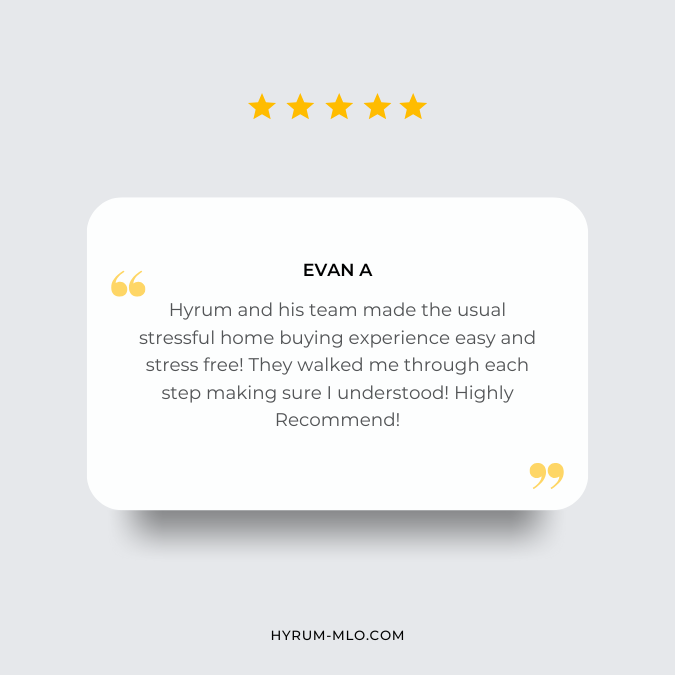 EVAN A
“
Hyrum and his team made the usual
stressful home buying experience easy and
stress free! They walked me through each
step making sure I understood! Highly
Recommend!
”
HYRUM-MLO.COM